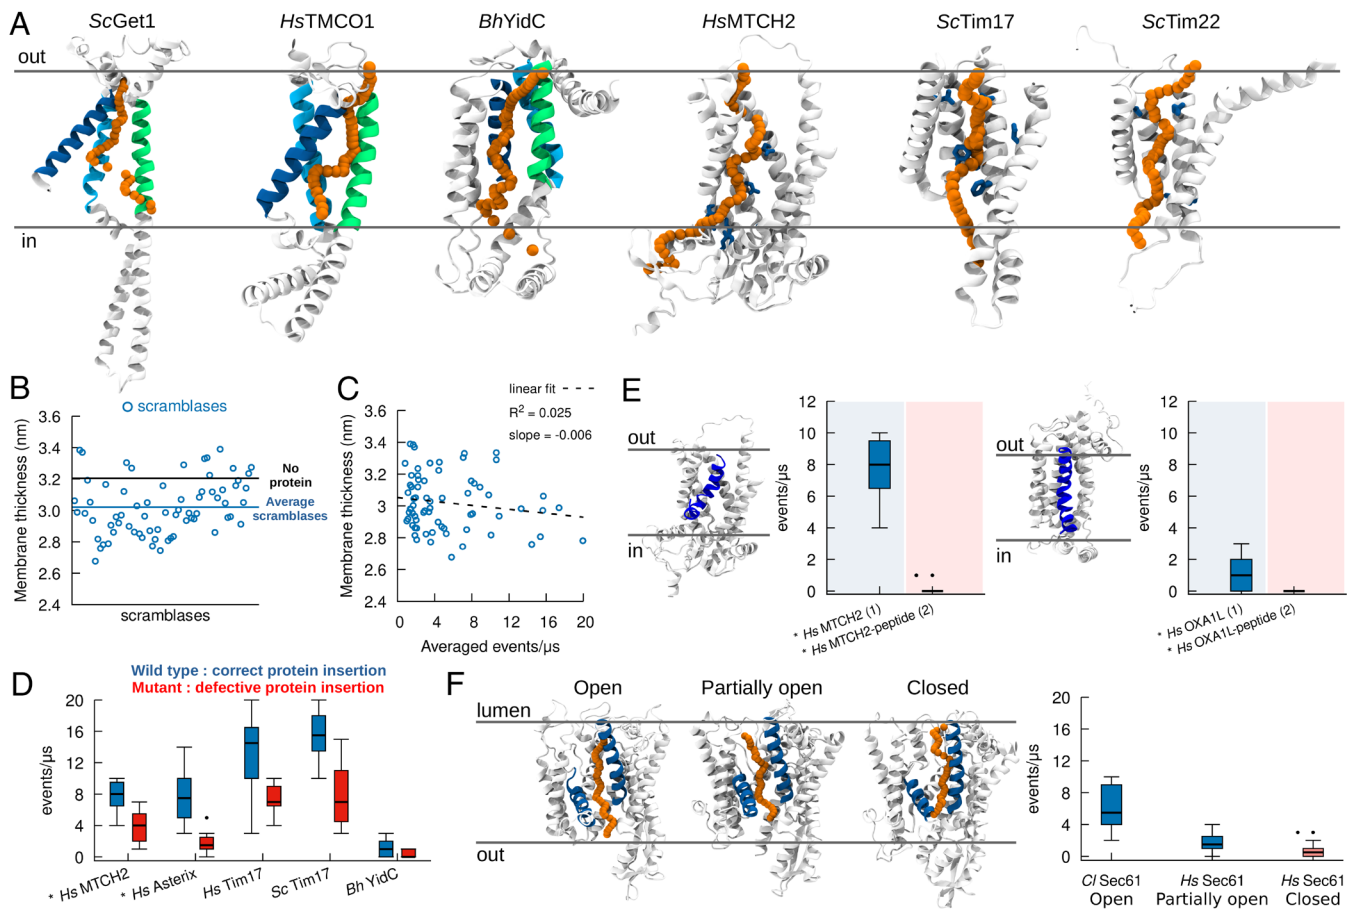 A
ScGet1
HsTMCO1
BhYidC
HsMTCH2
ScTim17
ScTim22
out
in
B
scramblases
Membrane thickness (nm)
3.6
3.4
3.2
3.0
2.8
2.6
2.4
No
protein
Average
scramblases
scramblases
C
linear fit
R² = 0.025
slope = -0.006
Membrane thickness (nm)
3.6
3.4
3.2
3
2.8
2.6
2.4
0 4 8 12 16 20
Averaged events/µs
E
out
in
events/µs
12
10
8
6
4
2
0
* Hs MTCH2 (1)
* Hs MTCH2-peptide (2)
out
in
events/µs
12
10
8
6
4
2
0
* Hs OXA1L (1)
* Hs OXA1L-peptide (2)
D
Wild type : correct protein insertion
Mutant : defective protein insertion
events/µs
20
16
12
8
4
0
* Hs MTCH2
* Hs Asterix
Hs Tim17
Sc Tim17
Bh YidC
F
Open
Partially open
Closed
lumen
out
events/µs
20
16
12
8
4
0
Cl Sec61
Open
Hs Sec61
Partially open
Hs Sec61
Closed